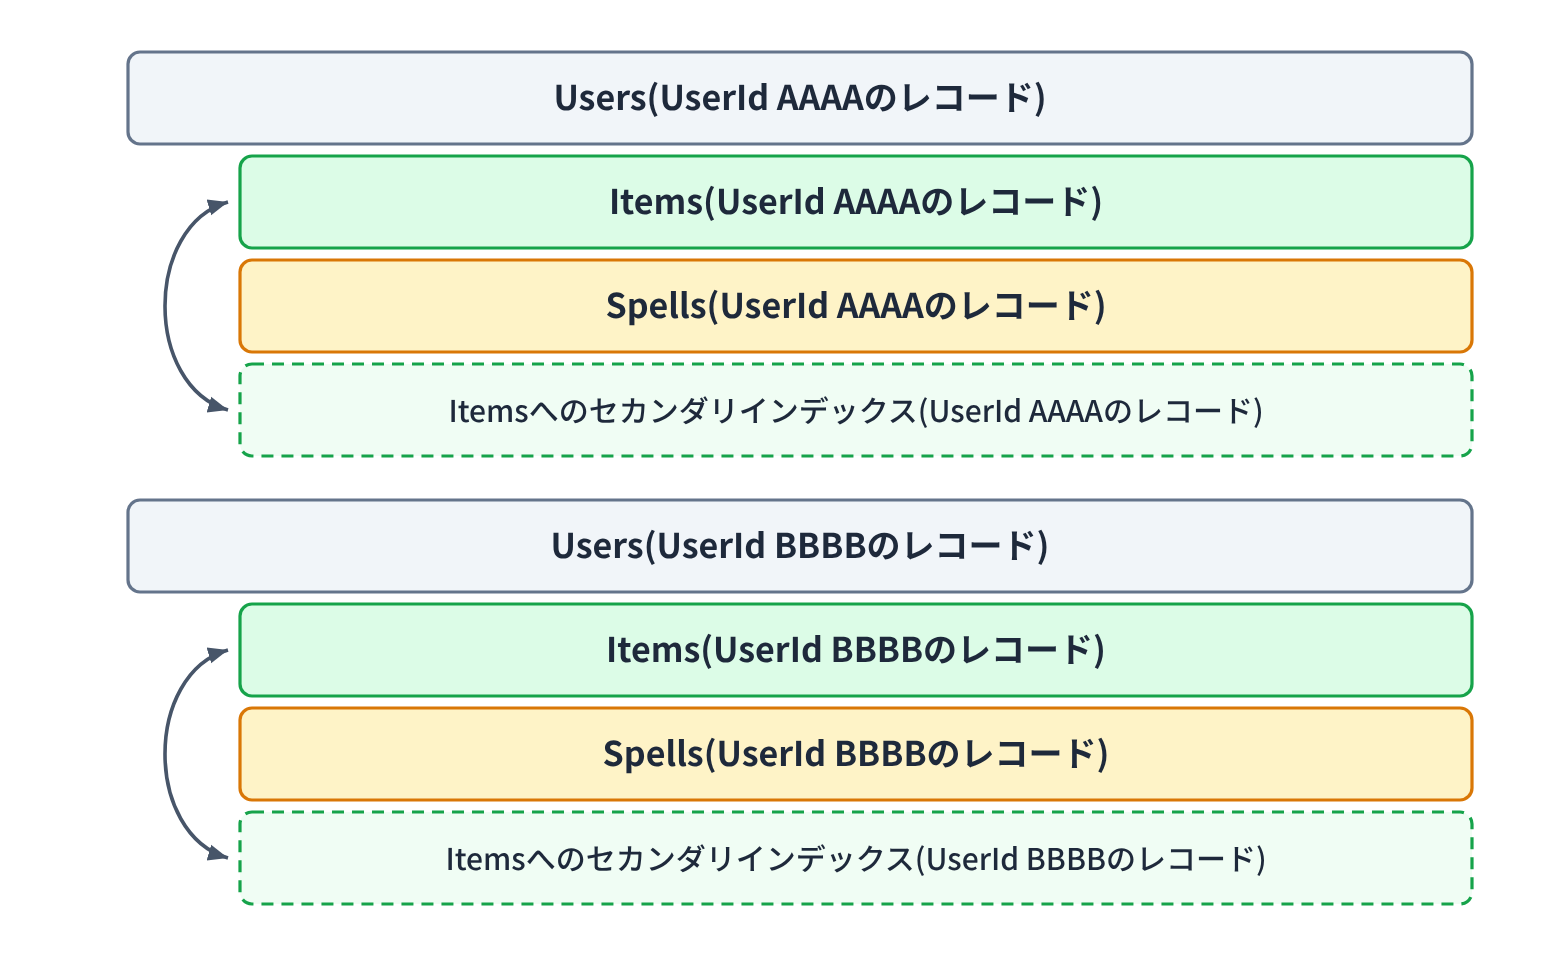 Users(UserId AAAAのレコード)
Items(UserId AAAAのレコード)
Spells(UserId AAAAのレコード)
Itemsへのセカンダリインデックス(UserId AAAAのレコード)
Users(UserId BBBBのレコード)
Items(UserId BBBBのレコード)
Spells(UserId BBBBのレコード)
Itemsへのセカンダリインデックス(UserId BBBBのレコード)